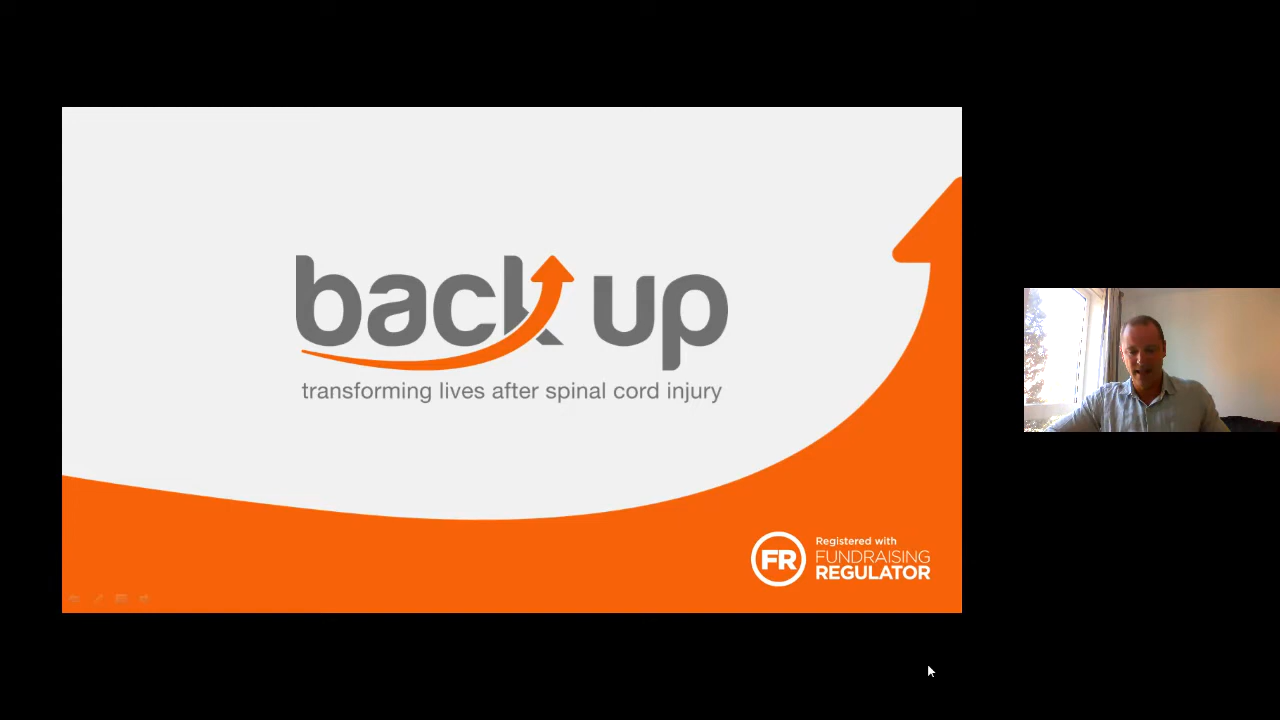 back up
transforming lives after spinal cord injury
FR
Registered with
FUNDRAISING
REGULATOR